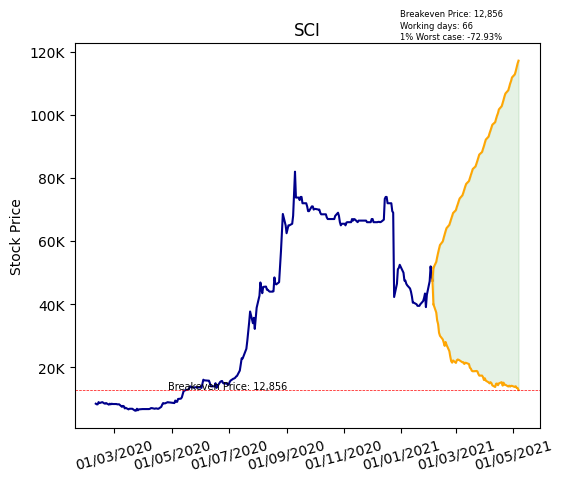 Breakeven Price: 12,856
Working days: 66
1% Worst case: -72.93%
SCI
Stock Price
120K
100K
80K
60K
40K
20K
Breakeven Price: 12,856
01/03/2020
01/05/2020
01/07/2020
01/09/2020
01/11/2020
01/01/2021
01/03/2021
01/05/2021